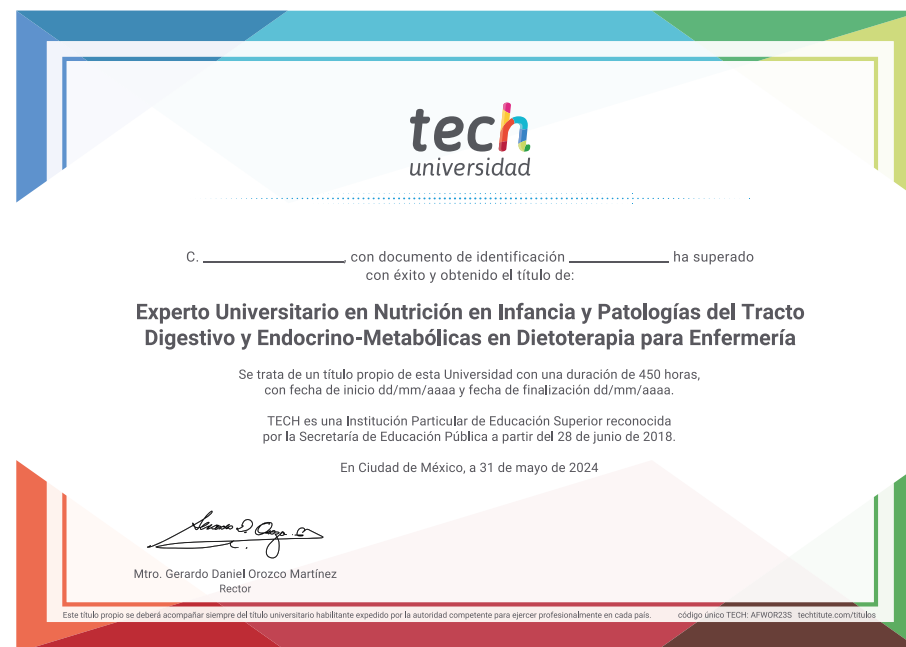 tech
universidad
C. ____________, con documento de identificación ____________ ha superado
con éxito y obtenido el título de:
Experto Universitario en Nutrición en Infancia y Patologías del Tracto
Digestivo y Endocrino-Metabólicas en Dietoterapia para Enfermería
Se trata de un título propio de esta Universidad con una duración de 450 horas,
con fecha de inicio dd/mm/aaaa y fecha de finalización dd/mm/aaaa.
TECH es una Institución Particular de Educación Superior reconocida
por la Secretaría de Educación Pública a partir del 28 de junio de 2018.
En Ciudad de México, a 31 de mayo de 2024
Mtro. Gerardo Daniel Orozco Martínez
Rector
Este título propio se deberá acompañar siempre del título universitario habilitante expedido por la autoridad competente para ejercer profesionalmente en cada país. código único TECH: AFWOR23S techtitute.com/titulos